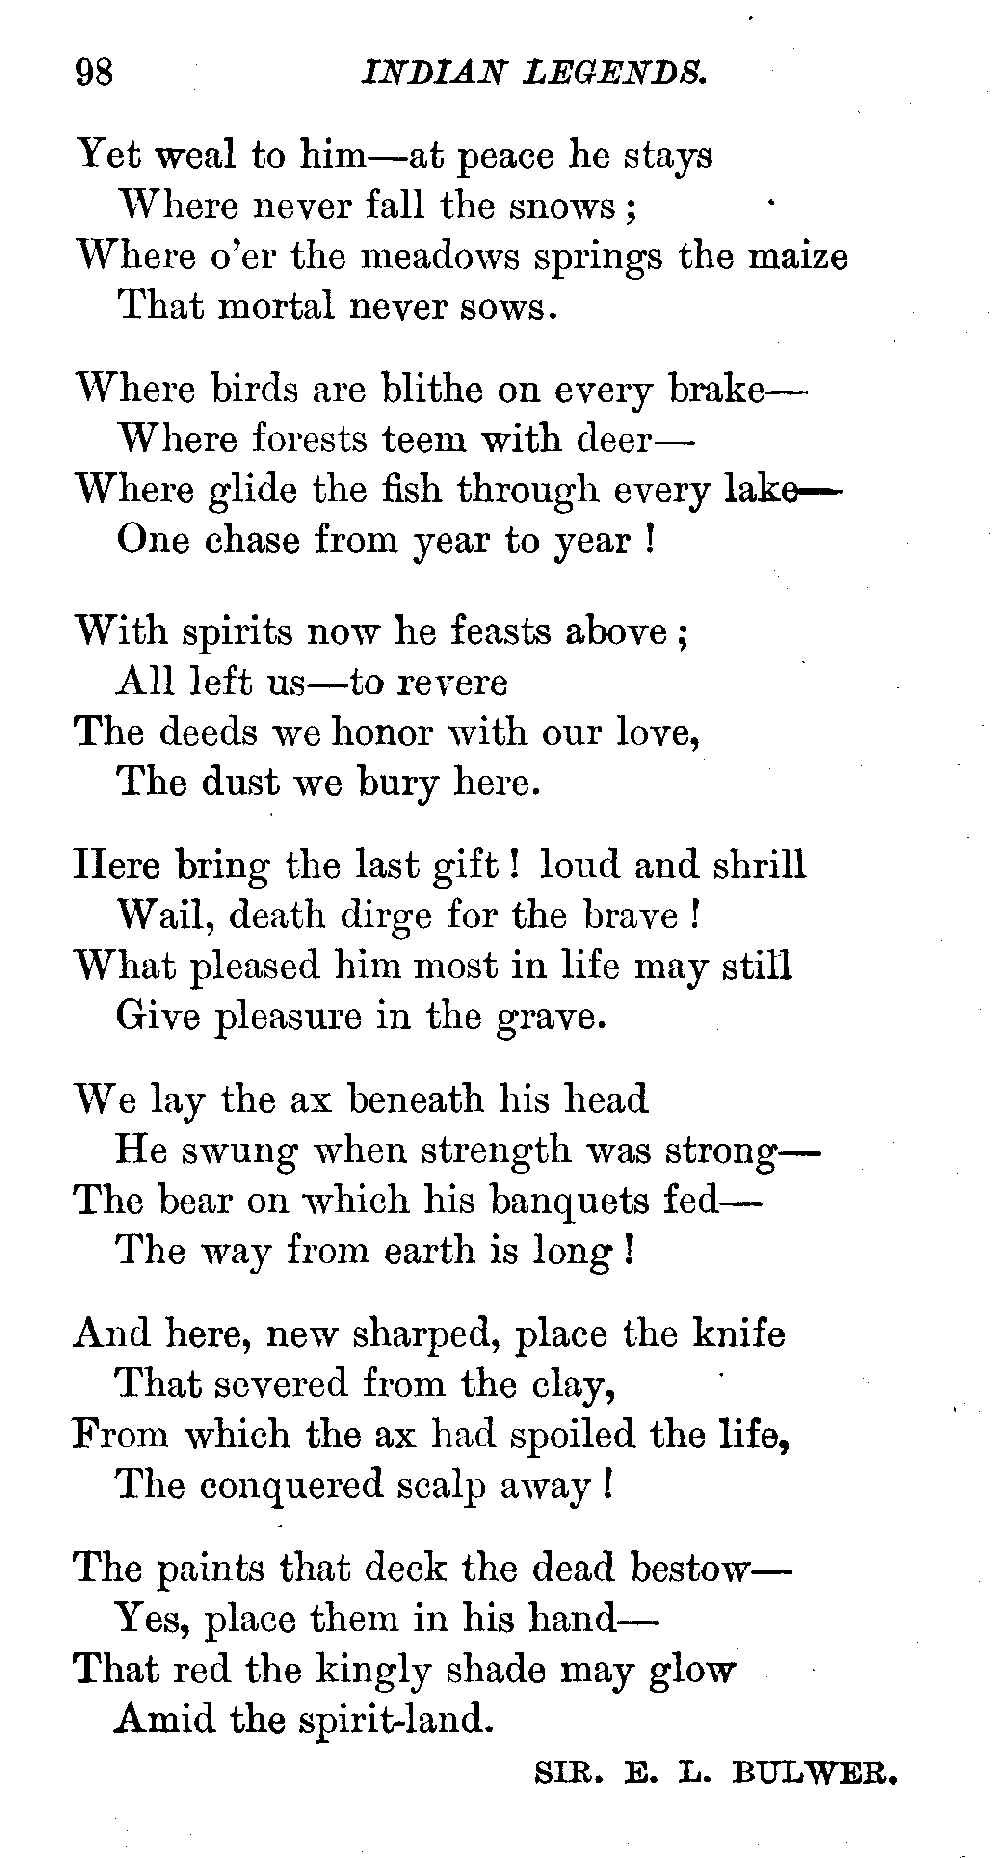 98 INDIAN LEGENDS.
Yet weal to him—at peace he stays
Where never fall the snows ;
Where o'er the meadows springs the maize
That mortal never sows.
Where birds are blithe on every brake—
Where forests teem with deer—
Where glide the fish through every lake—
One chase from year to year !
With spirits now he feasts above ;
All left us—to revere
The deeds we honor with our love,
The dust we bury here.
Here bring the last gift ! loud and shrill
Wail, death dirge for the brave !
What pleased him most in life may still
Give pleasure in the grave.
We lay the ax beneath his head
He swung when strength was strong—
The bear on which his banquets fed—
The way from earth is long !
And here, new sharped, place the knife
That severed from the clay,
From which the ax had spoiled the life,
The conquered scalp away !
The paints that deck the dead bestow—
Yes, place them in his hand—
That red the kingly shade may glow
Amid the spirit-land.
SIR. E. L. BULWER.